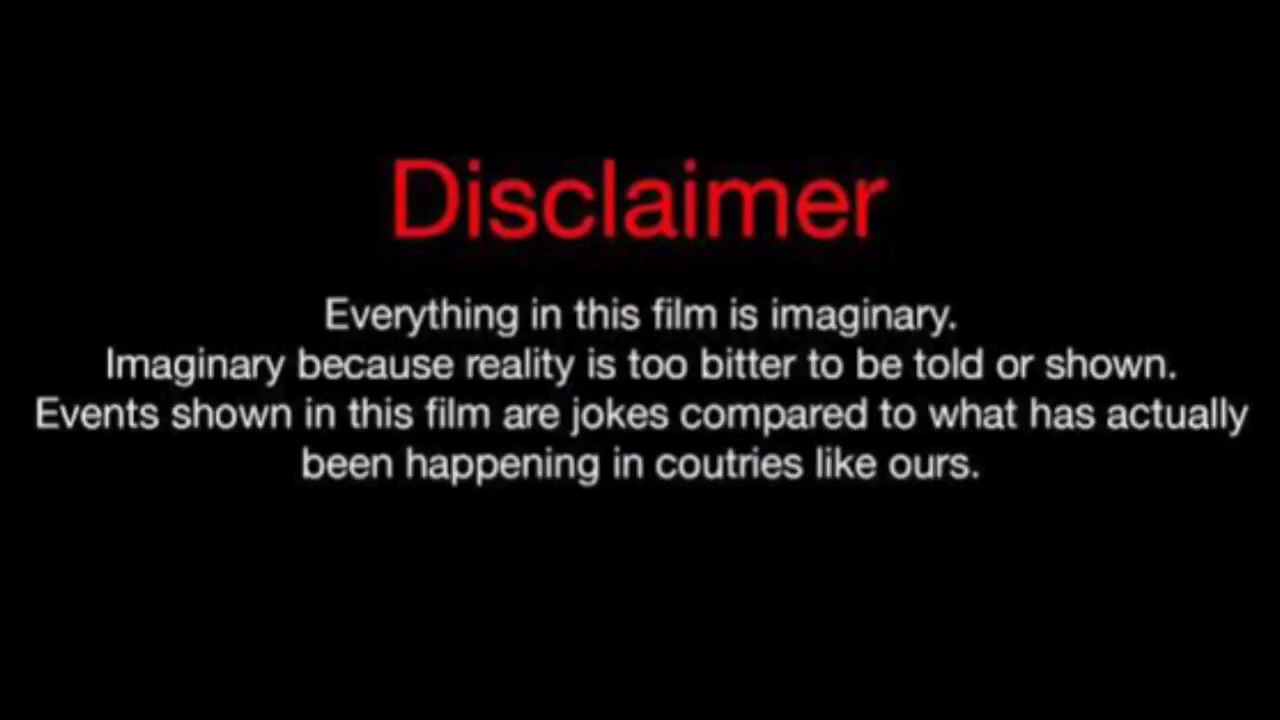 Disclaimer
Everything in this film is imaginary.
Imaginary because reality is too bitter to be told or shown.
Events shown in this film are jokes compared to what has actually
been happening in coutries like ours.